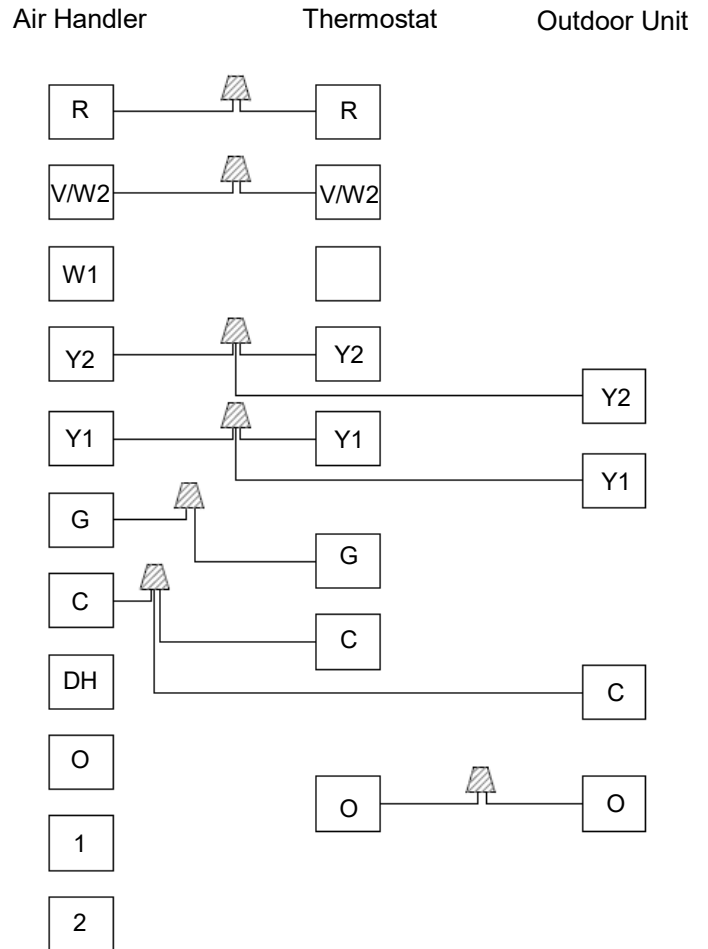 Air Handler Thermostat Outdoor Unit
R R
V/W2 V/W2
W1
Y2 Y2
Y2
Y1 Y1
Y1
G
G
C
C
DH
C
O
O O
1
2